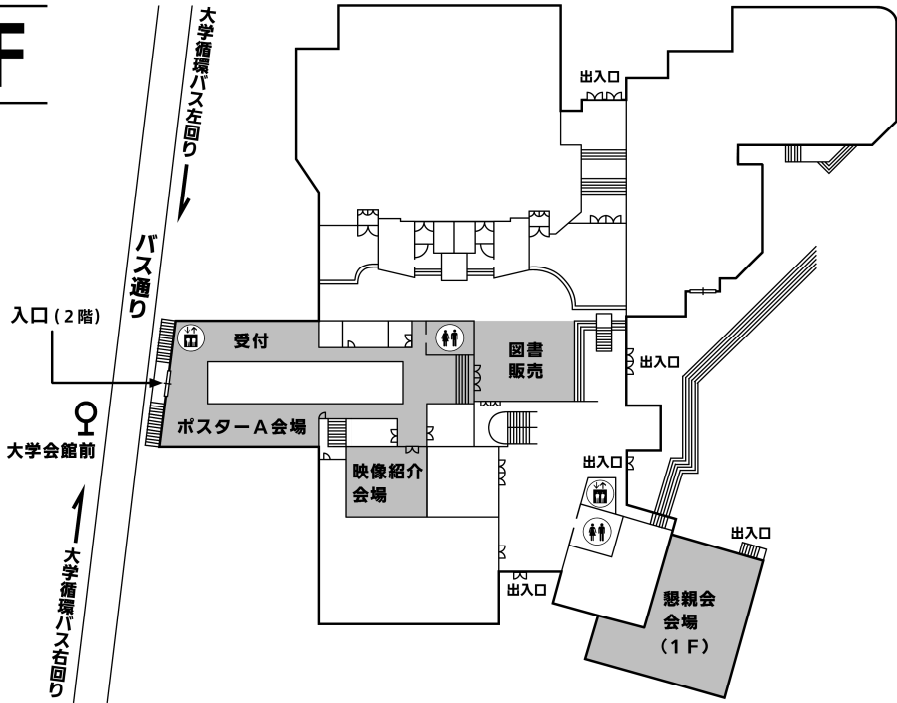 F
大学循環バス左回り
出入口
バス通り
入口(2階)
受付
図書
販売
出入口
ポスターA会場
大学会館前
映像紹介
会場
出入口
出入口
出入口
大学循環バス右回り
懇親会
会場
(1F)